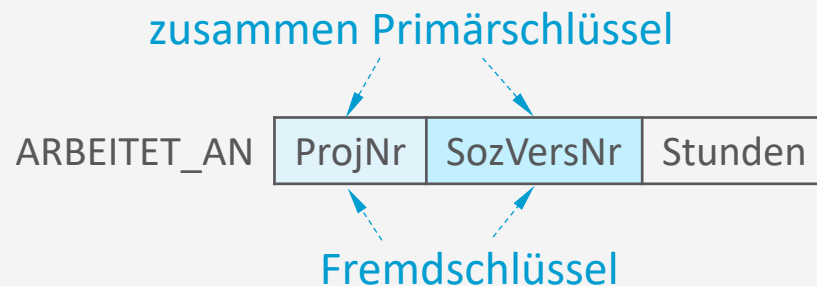 zusammen Primärschlüssel
ARBEITET_AN ProjNr SozVersNr Stunden
Fremdschlüssel